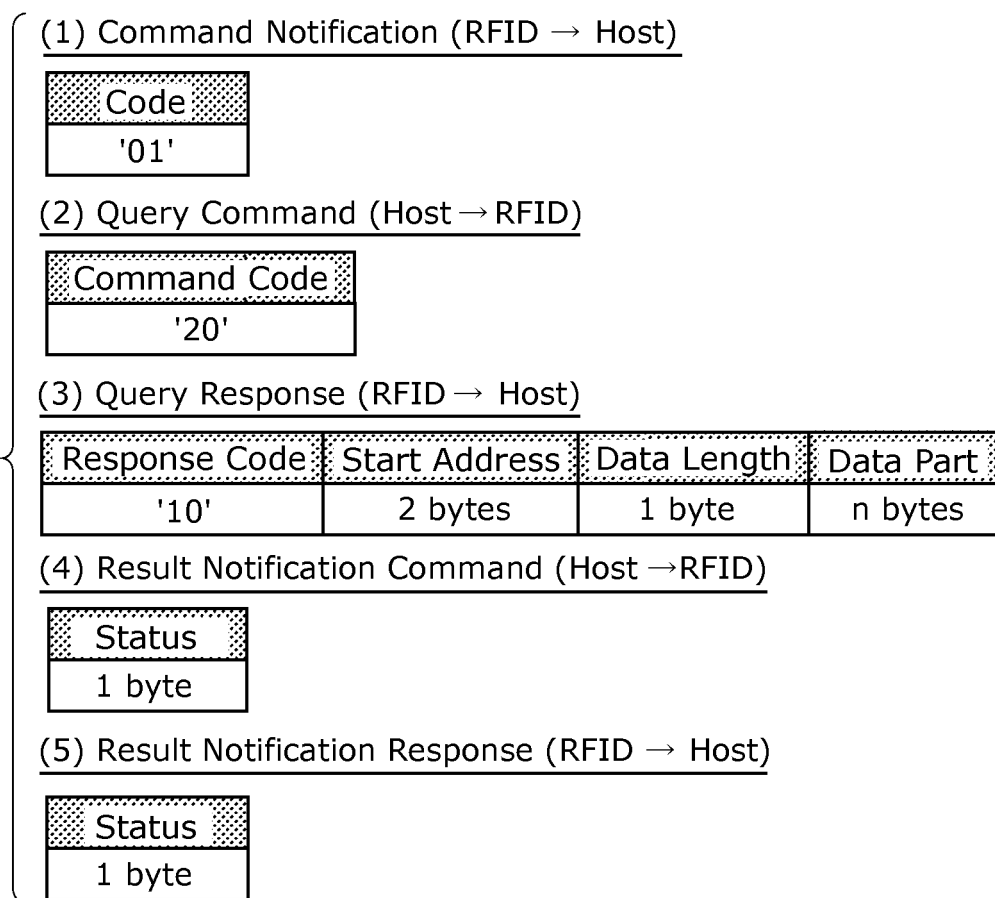 (1) Command Notification (RFID → Host)
Code
'01'
(2) Query Command (Host → RFID)
Command Code
'20'
(3) Query Response (RFID → Host)
Response Code Start Address Data Length Data Part
'10' 2 bytes 1 byte n bytes
(4) Result Notification Command (Host → RFID)
Status
1 byte
(5) Result Notification Response (RFID → Host)
Status
1 byte